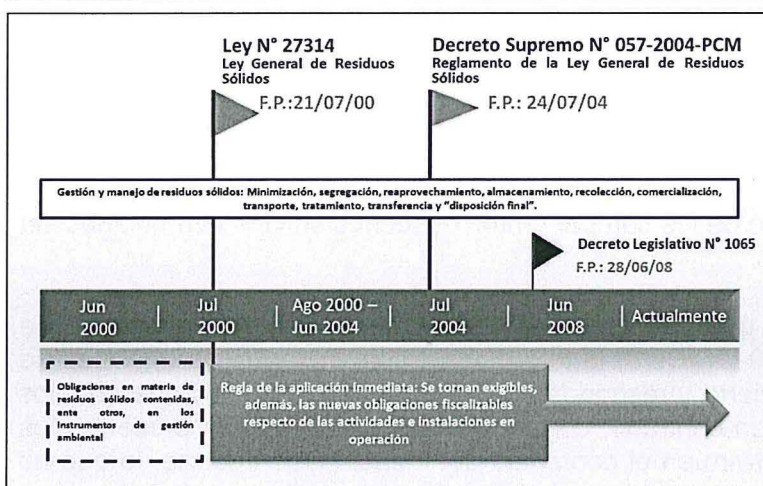 Ley N° 27314
Ley General de Residuos
Sólidos
F.P.:21/07/00
Decreto Supremo N° 057-2004-PCM
Reglamento de la Ley General de Residuos
Sólidos
F.P.: 24/07/04
Gestión y manejo de residuos sólidos: Minimización, segregación, reaprovechamiento, almacenamiento, recolección, comercialización,
transporte, tratamiento, transferencia y "disposición final".
Decreto Legislativo N° 1065
F.P.: 28/06/08
Jun
2000
Jul
2000
Ago 2000 –
Jun 2004
Jul
2004
Jun
2008
Actualmente
Obligaciones en materia de
residuos sólidos contenidas,
ente otros, en los
instrumentos de gestión
ambiental
Regla de la aplicación inmediata: Se tornan exigibles,
además, las nuevas obligaciones fiscalizables
respecto de las actividades e instalaciones en
operación